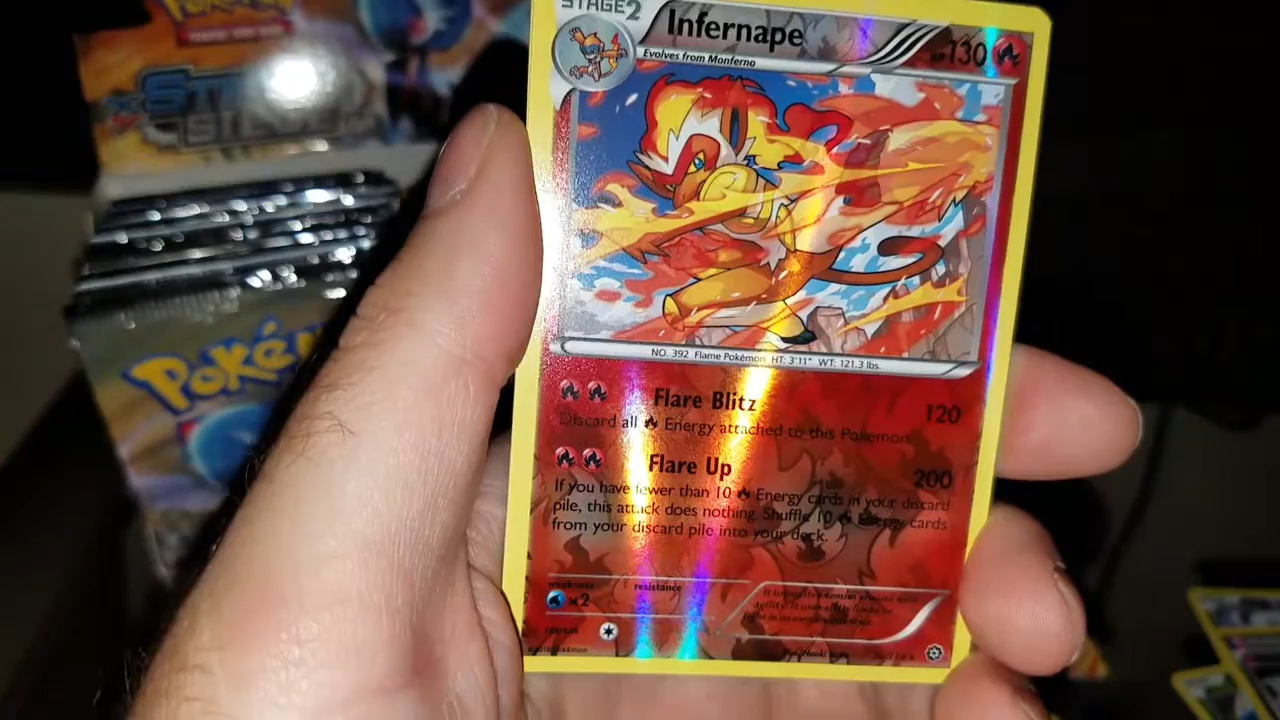 Pokémon
STAGE2
Infernape
Evolves from Monferno
HP130
NO. 392 Flame Pokémon HT: 3'11" WT: 121.3 lbs.
Flare Blitz 120
Discard all Energy attached to this Pokémon.
Flare Up 200
If you have fewer than 10 Energy cards in your discard
pile, this attack does nothing. Shuffle 10 Energy cards
from your discard pile into your deck.
weakness resistance
×2
Poké